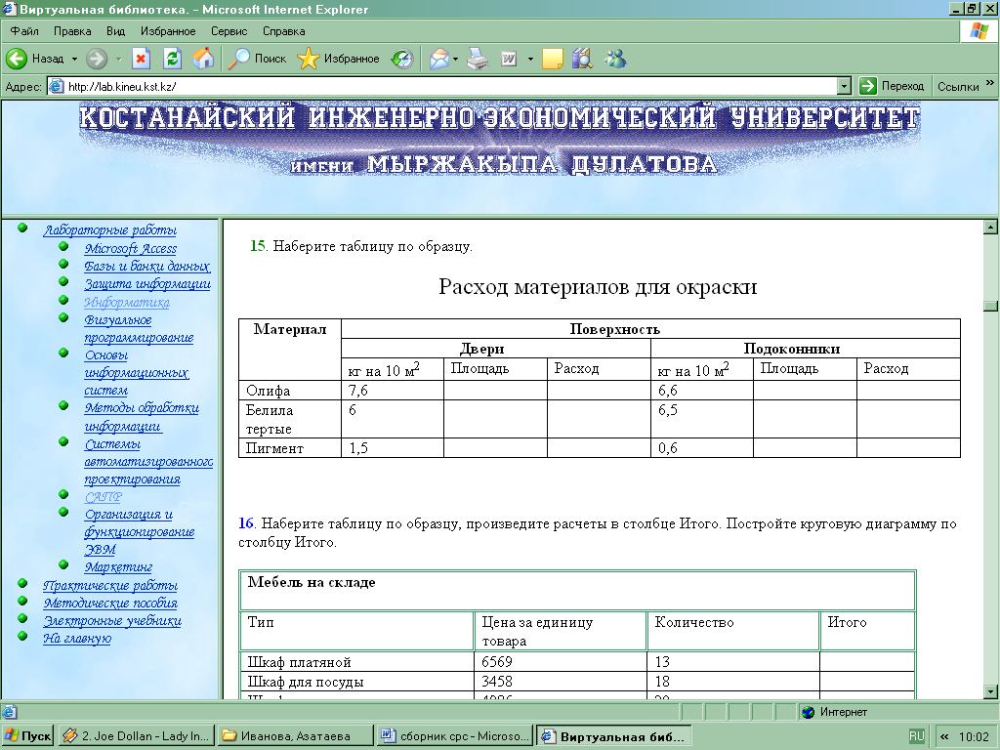 Виртуальная библиотека. - Microsoft Internet Explorer
Файл Правка Вид Избранное Сервис Справка
Назад Поиск Избранное
Адрес: http://lab.kineu.kst.kz/ Переход Ссылки »
КОСТАНАЙСКИЙ ИНЖЕНЕРНО ЭКОНОМИЧЕСКИЙ УНИВЕРСИТЕТ
ИМЕНИ МЫРЖАКЫПА ДУЛАТОВА
Лабораторные работы
Microsoft Access
Базы и банки данных
Защита информации
Информатика
Визуальное
программирование
Основы
информационных
систем
Методы обработки
информации
Системы
автоматизированного
проектирования
САПР
Организация и
функционирование
ЭВМ
Маркетинг
Практические работы
Методические пособия
Электронные учебники
На главную
15. Наберите таблицу по образцу.
Расход материалов для окраски
Материал Поверхность
Двери Подоконники
кг на 10 м2 Площадь Расход кг на 10 м2 Площадь Расход
Олифа 7,6 6,6
Белила
тертые 6 6,5
Пигмент 1,5 0,6
16. Наберите таблицу по образцу, произведите расчеты в столбце Итого. Постройте круговую диаграмму по
столбцу Итого.
Мебель на складе
Тип Цена за единицу
товара Количество Итого
Шкаф платяной 6569 13
Шкаф для посуды 3458 18
Интернет
Пуск 2. Joe Dollan - Lady In... Иванова, Азатаева сборник срс - Microso... Виртуальная биб... RU « 10:02